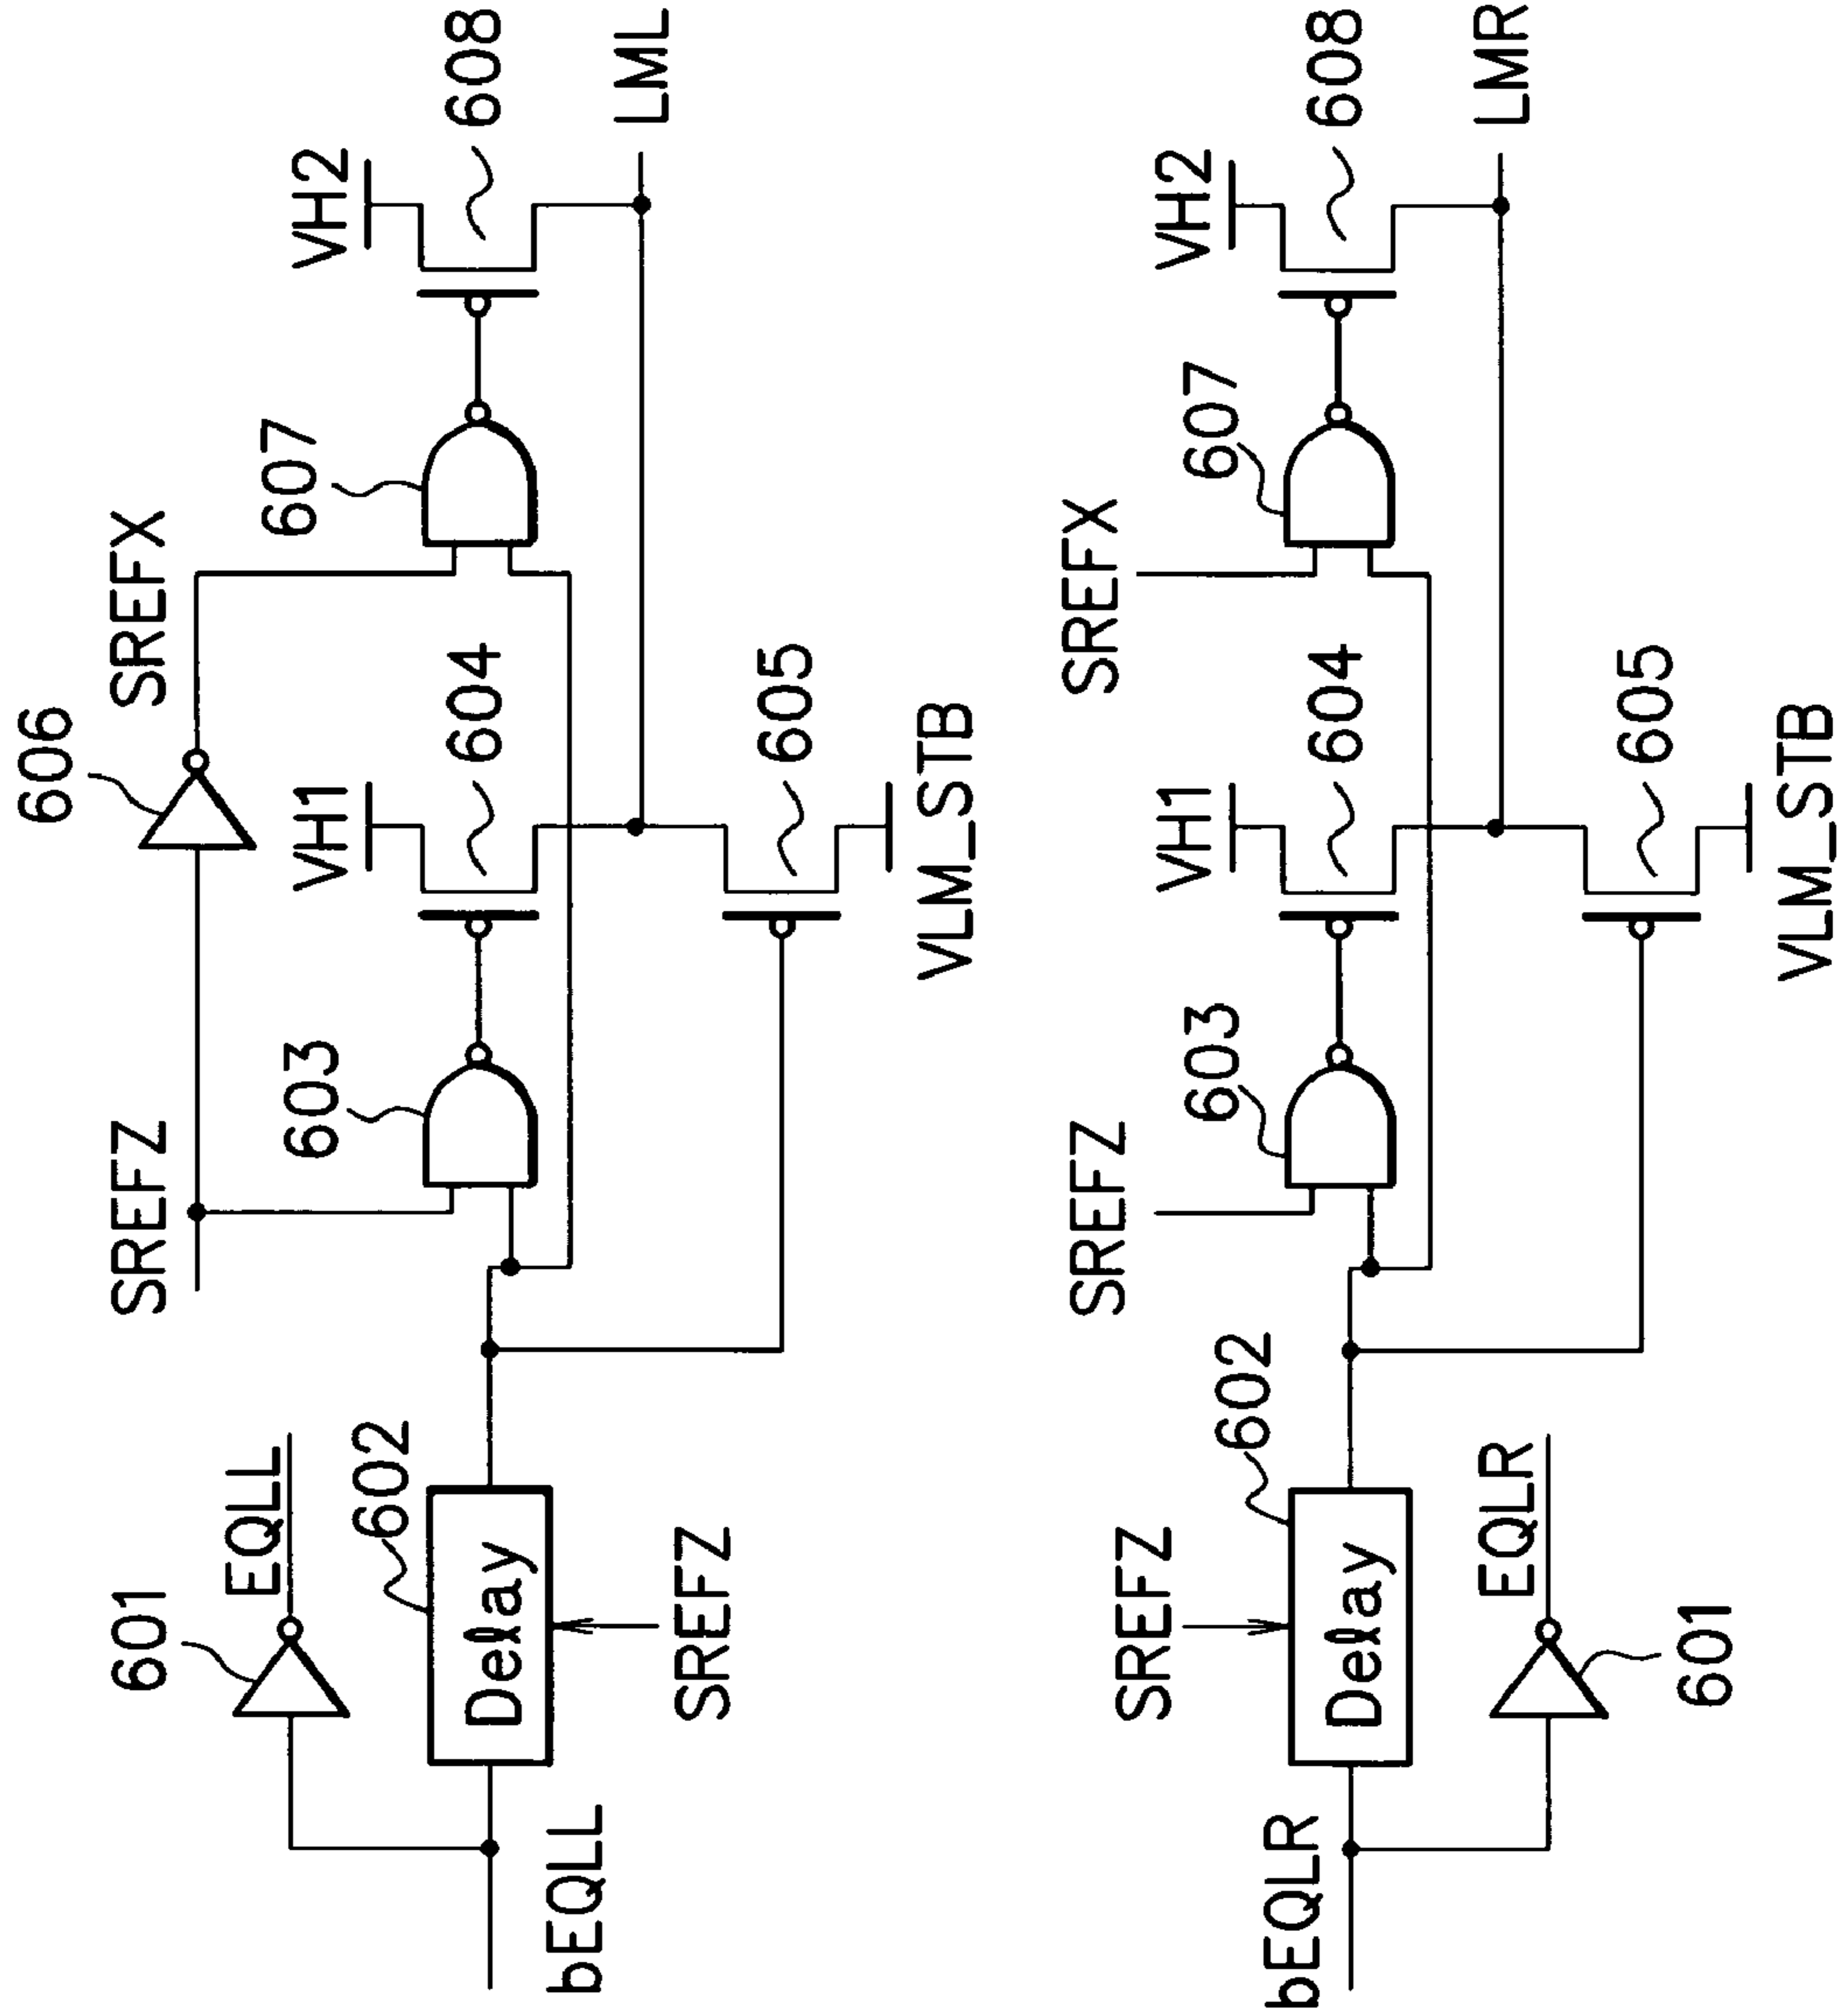 606
SREFZ
SREFX
601
EQLL
603
VH1
607
VH2
602
604
608
Delay
bEQLL
LML
SREFZ
605
VLM_STB
SREFZ
SREFX
SREFZ
603
VH1
607
VH2
602
604
608
Delay
bEQLR
LMR
EQLR
605
601
VLM_STB